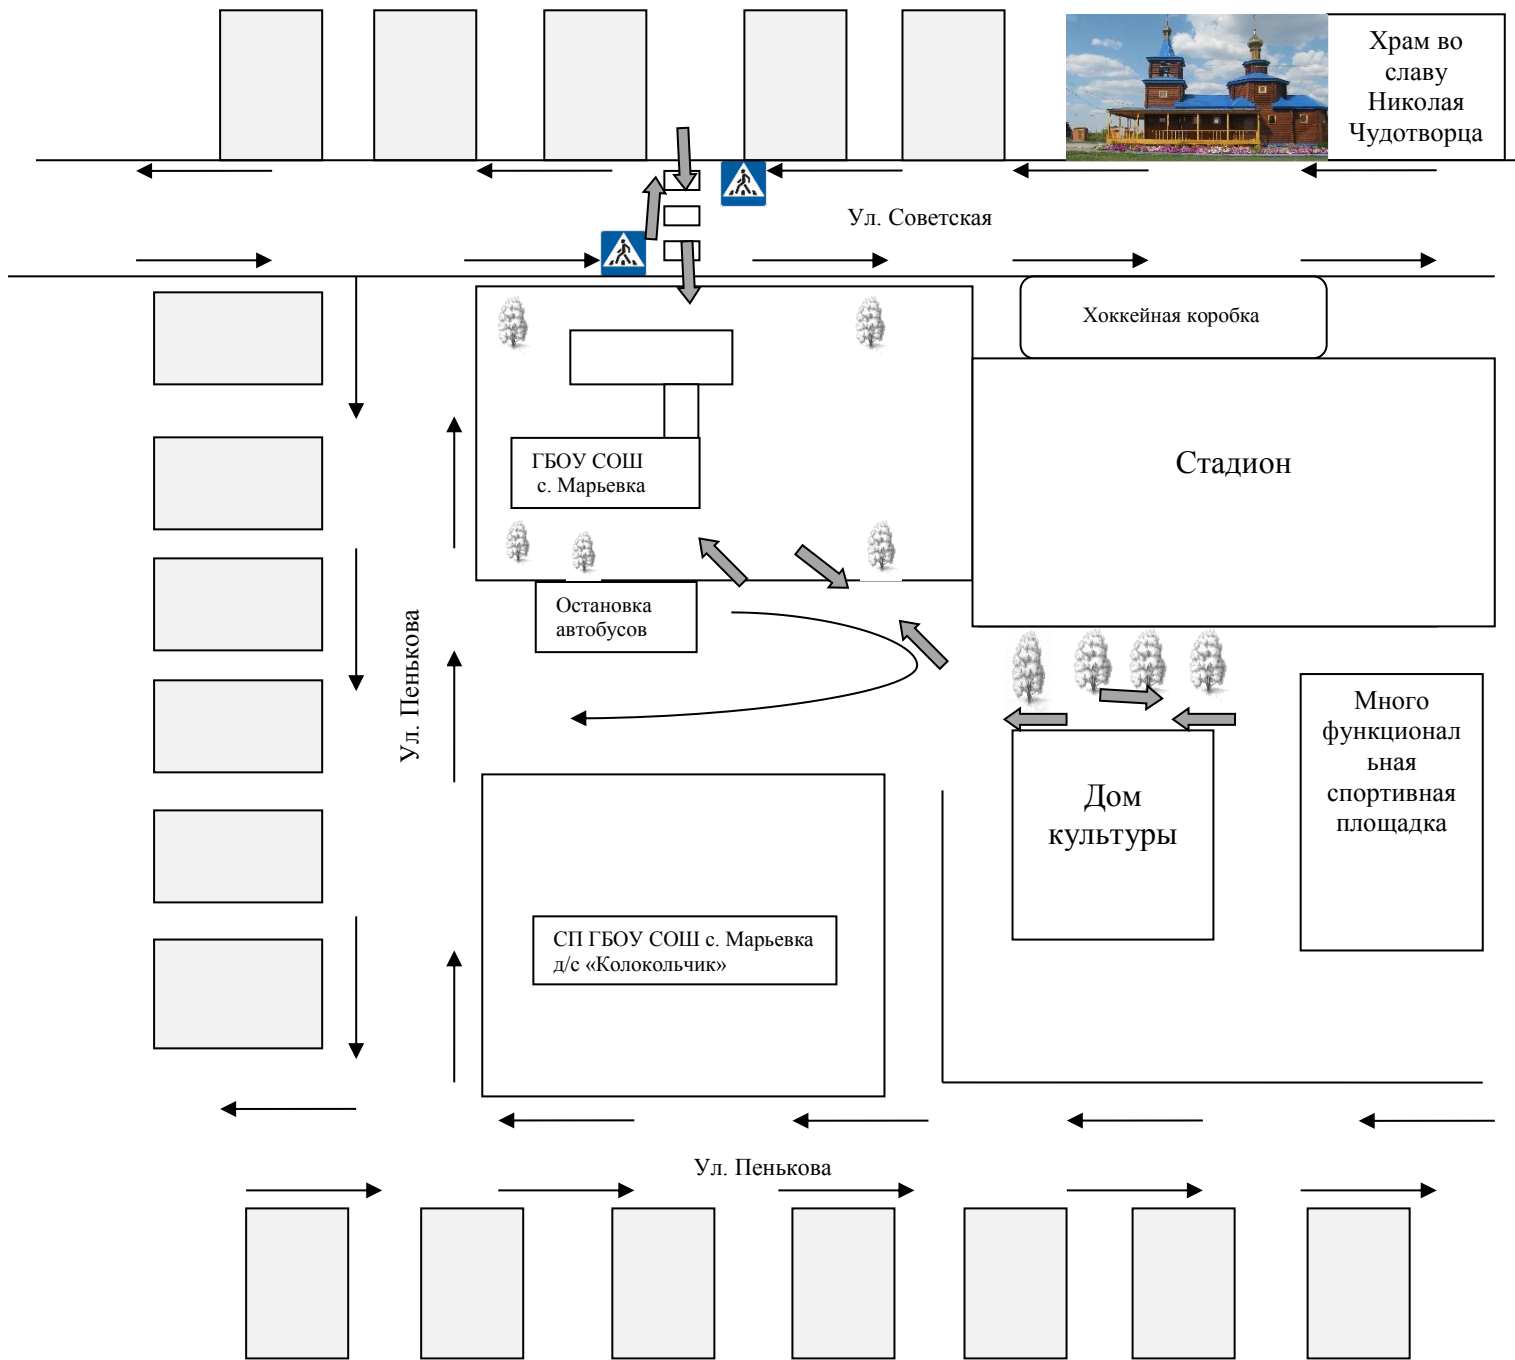 Храм во
славу
Николая
Чудотворца
Ул. Советская
Хоккейная коробка
ГБОУ СОШ
с. Марьевка
Стадион
Остановка
автобусов
Ул. Пенькова
Много
функционал
ьная
спортивная
площадка
Дом
культуры
СП ГБОУ СОШ с. Марьевка
д/с «Колокольчик»
Ул. Пенькова